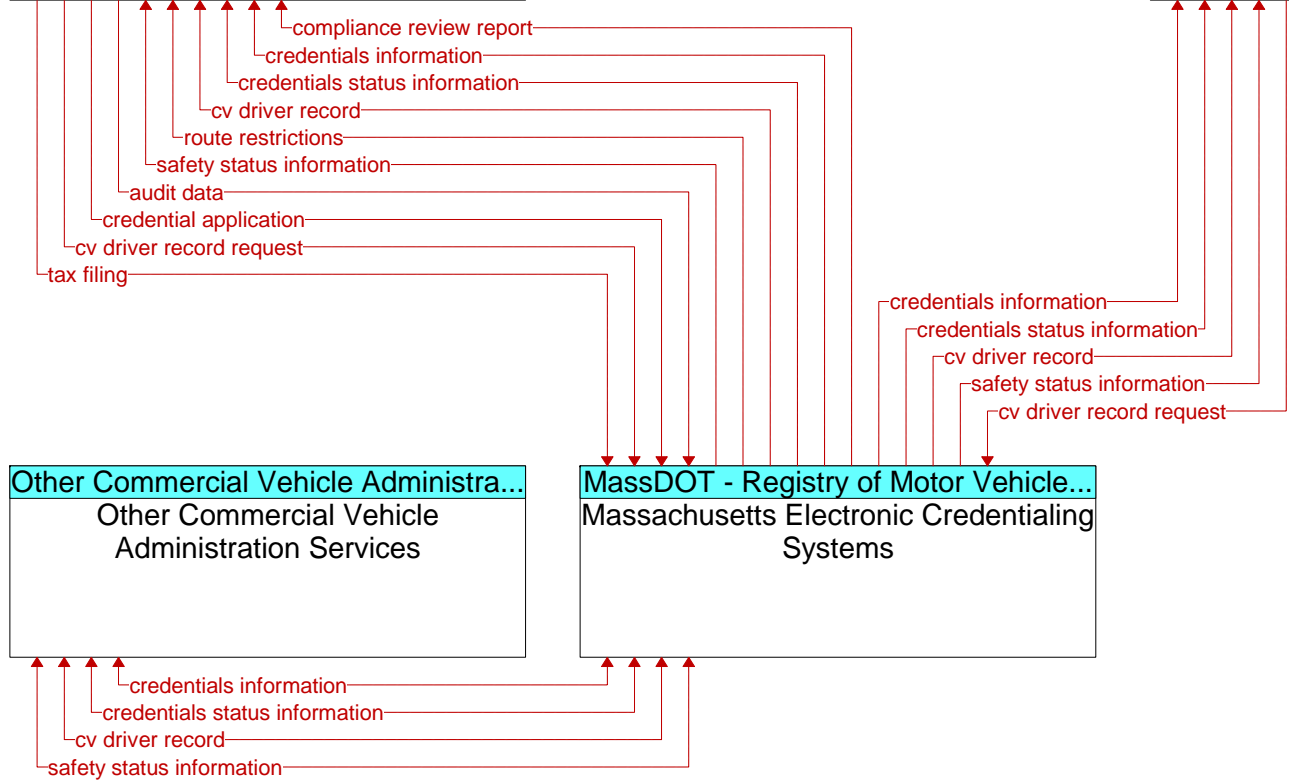 compliance review report
credentials information
credentials status information
cv driver record
route restrictions
safety status information
audit data
credential application
cv driver record request
tax filing
credentials information
credentials status information
cv driver record
safety status information
cv driver record request
Other Commercial Vehicle Administra...
Other Commercial Vehicle
Administration Services
MassDOT - Registry of Motor Vehicle...
Massachusetts Electronic Credentialing
Systems
credentials information
credentials status information
cv driver record
safety status information